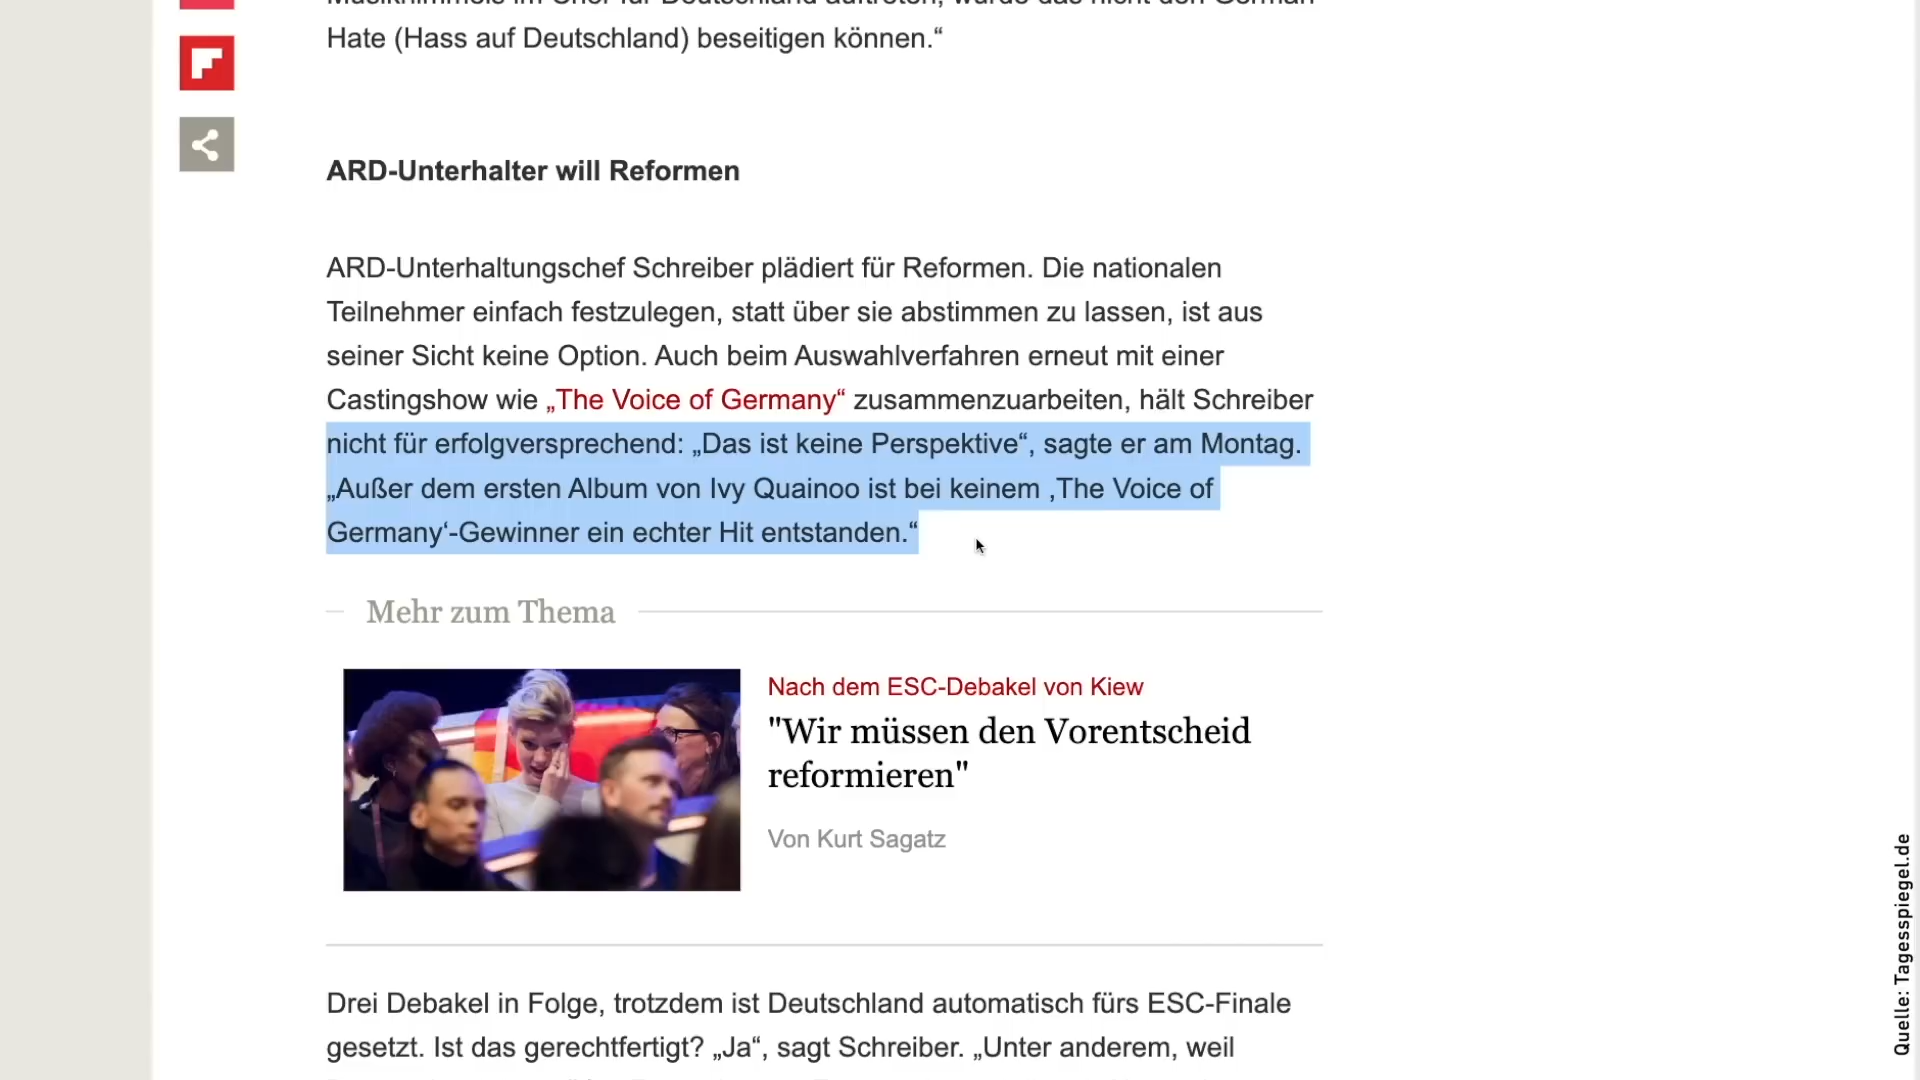 Hate (Hass auf Deutschland) beseitigen können.“
ARD-Unterhalter will Reformen
ARD-Unterhaltungschef Schreiber plädiert für Reformen. Die nationalen
Teilnehmer einfach festzulegen, statt über sie abstimmen zu lassen, ist aus
seiner Sicht keine Option. Auch beim Auswahlverfahren erneut mit einer
Castingshow wie „The Voice of Germany“ zusammenzuarbeiten, hält Schreiber
nicht für erfolgversprechend: „Das ist keine Perspektive“, sagte er am Montag.
„Außer dem ersten Album von Ivy Quainoo ist bei keinem ‚The Voice of
Germany‘-Gewinner ein echter Hit entstanden.“
Mehr zum Thema
Nach dem ESC-Debakel von Kiew
"Wir müssen den Vorentscheid
reformieren"
Von Kurt Sagatz
Drei Debakel in Folge, trotzdem ist Deutschland automatisch fürs ESC-Finale
gesetzt. Ist das gerechtfertigt? „Ja“, sagt Schreiber. „Unter anderem, weil
Quelle: Tagesspiegel.de